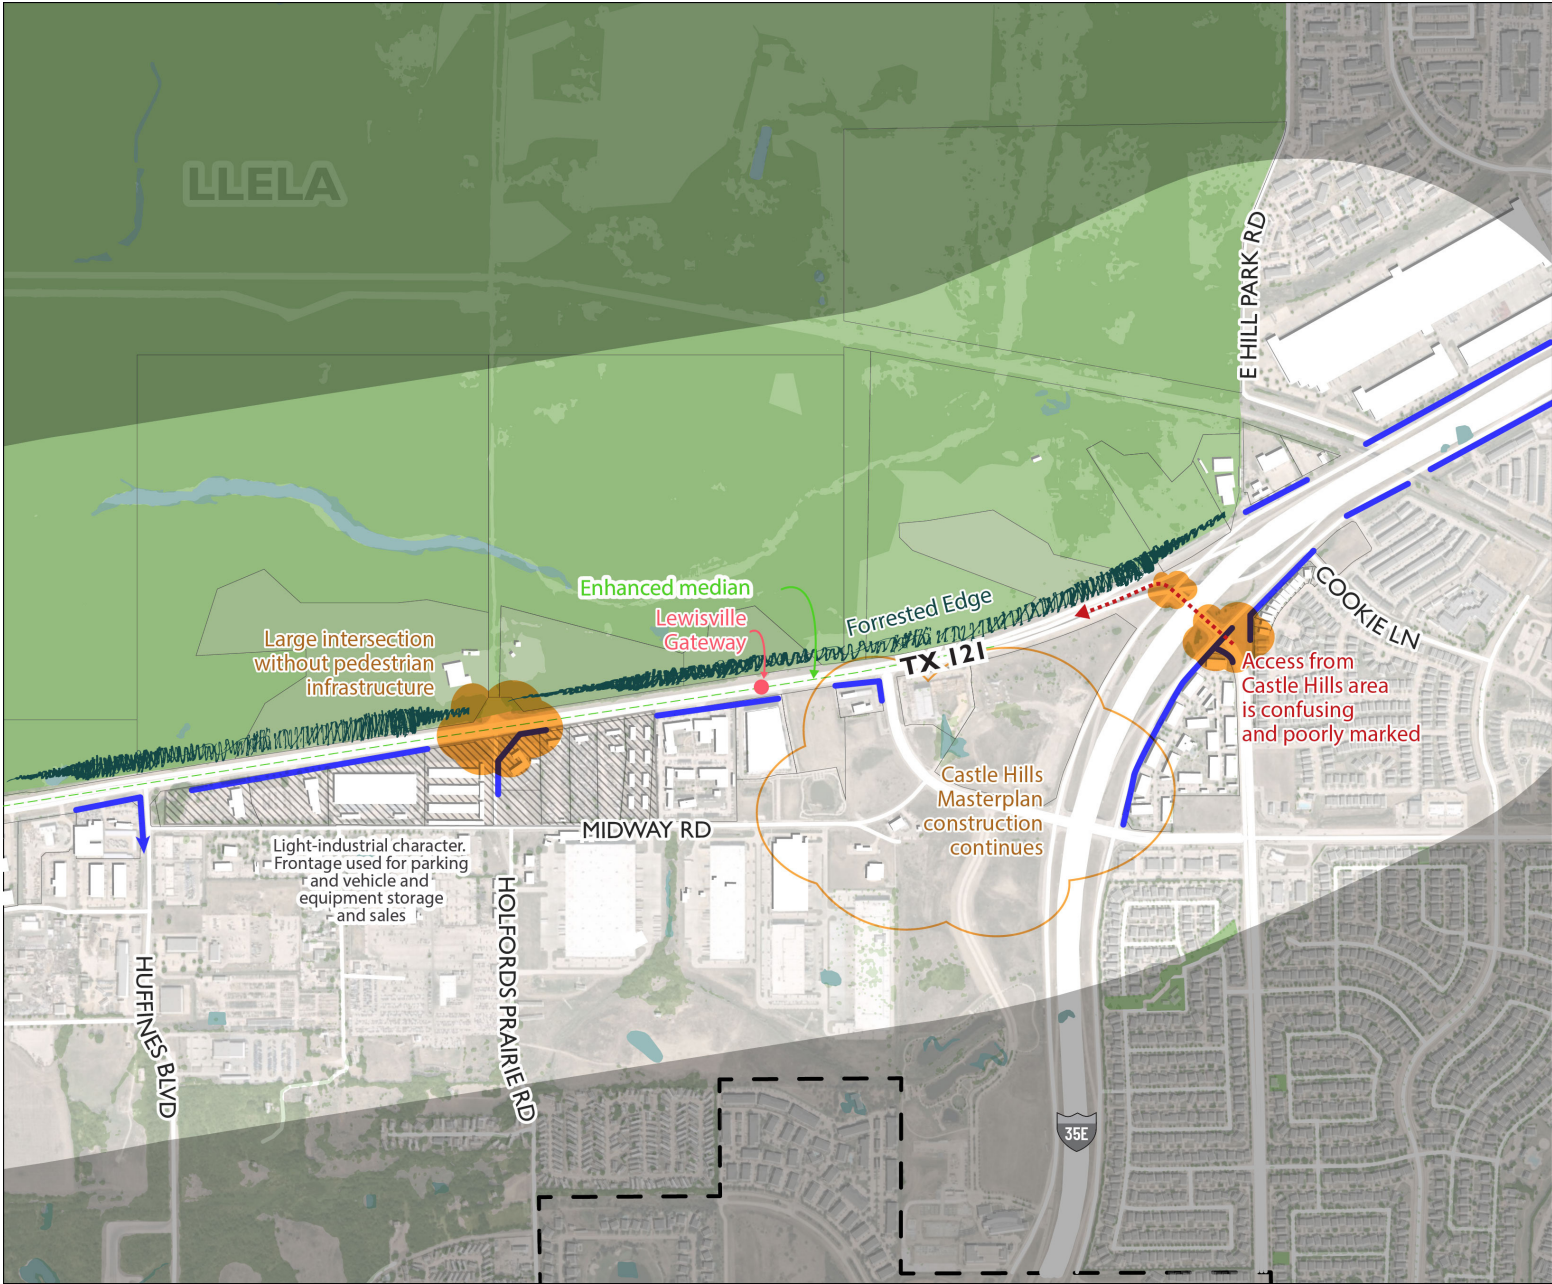 LLELA
E HILL PARK RD
Enhanced median
Lewisville
Gateway
Forrested Edge
TX 121
COOKIE LN
Large intersection
without pedestrian
infrastructure
Access from
Castle Hills area
is confusing
and poorly marked
Castle Hills
Masterplan
construction
continues
MIDWAY RD
Light-industrial character.
Frontage used for parking
and vehicle and
equipment storage
and sales
HOLFORDS PRAIRIE RD
HUFFINES BLVD
35E